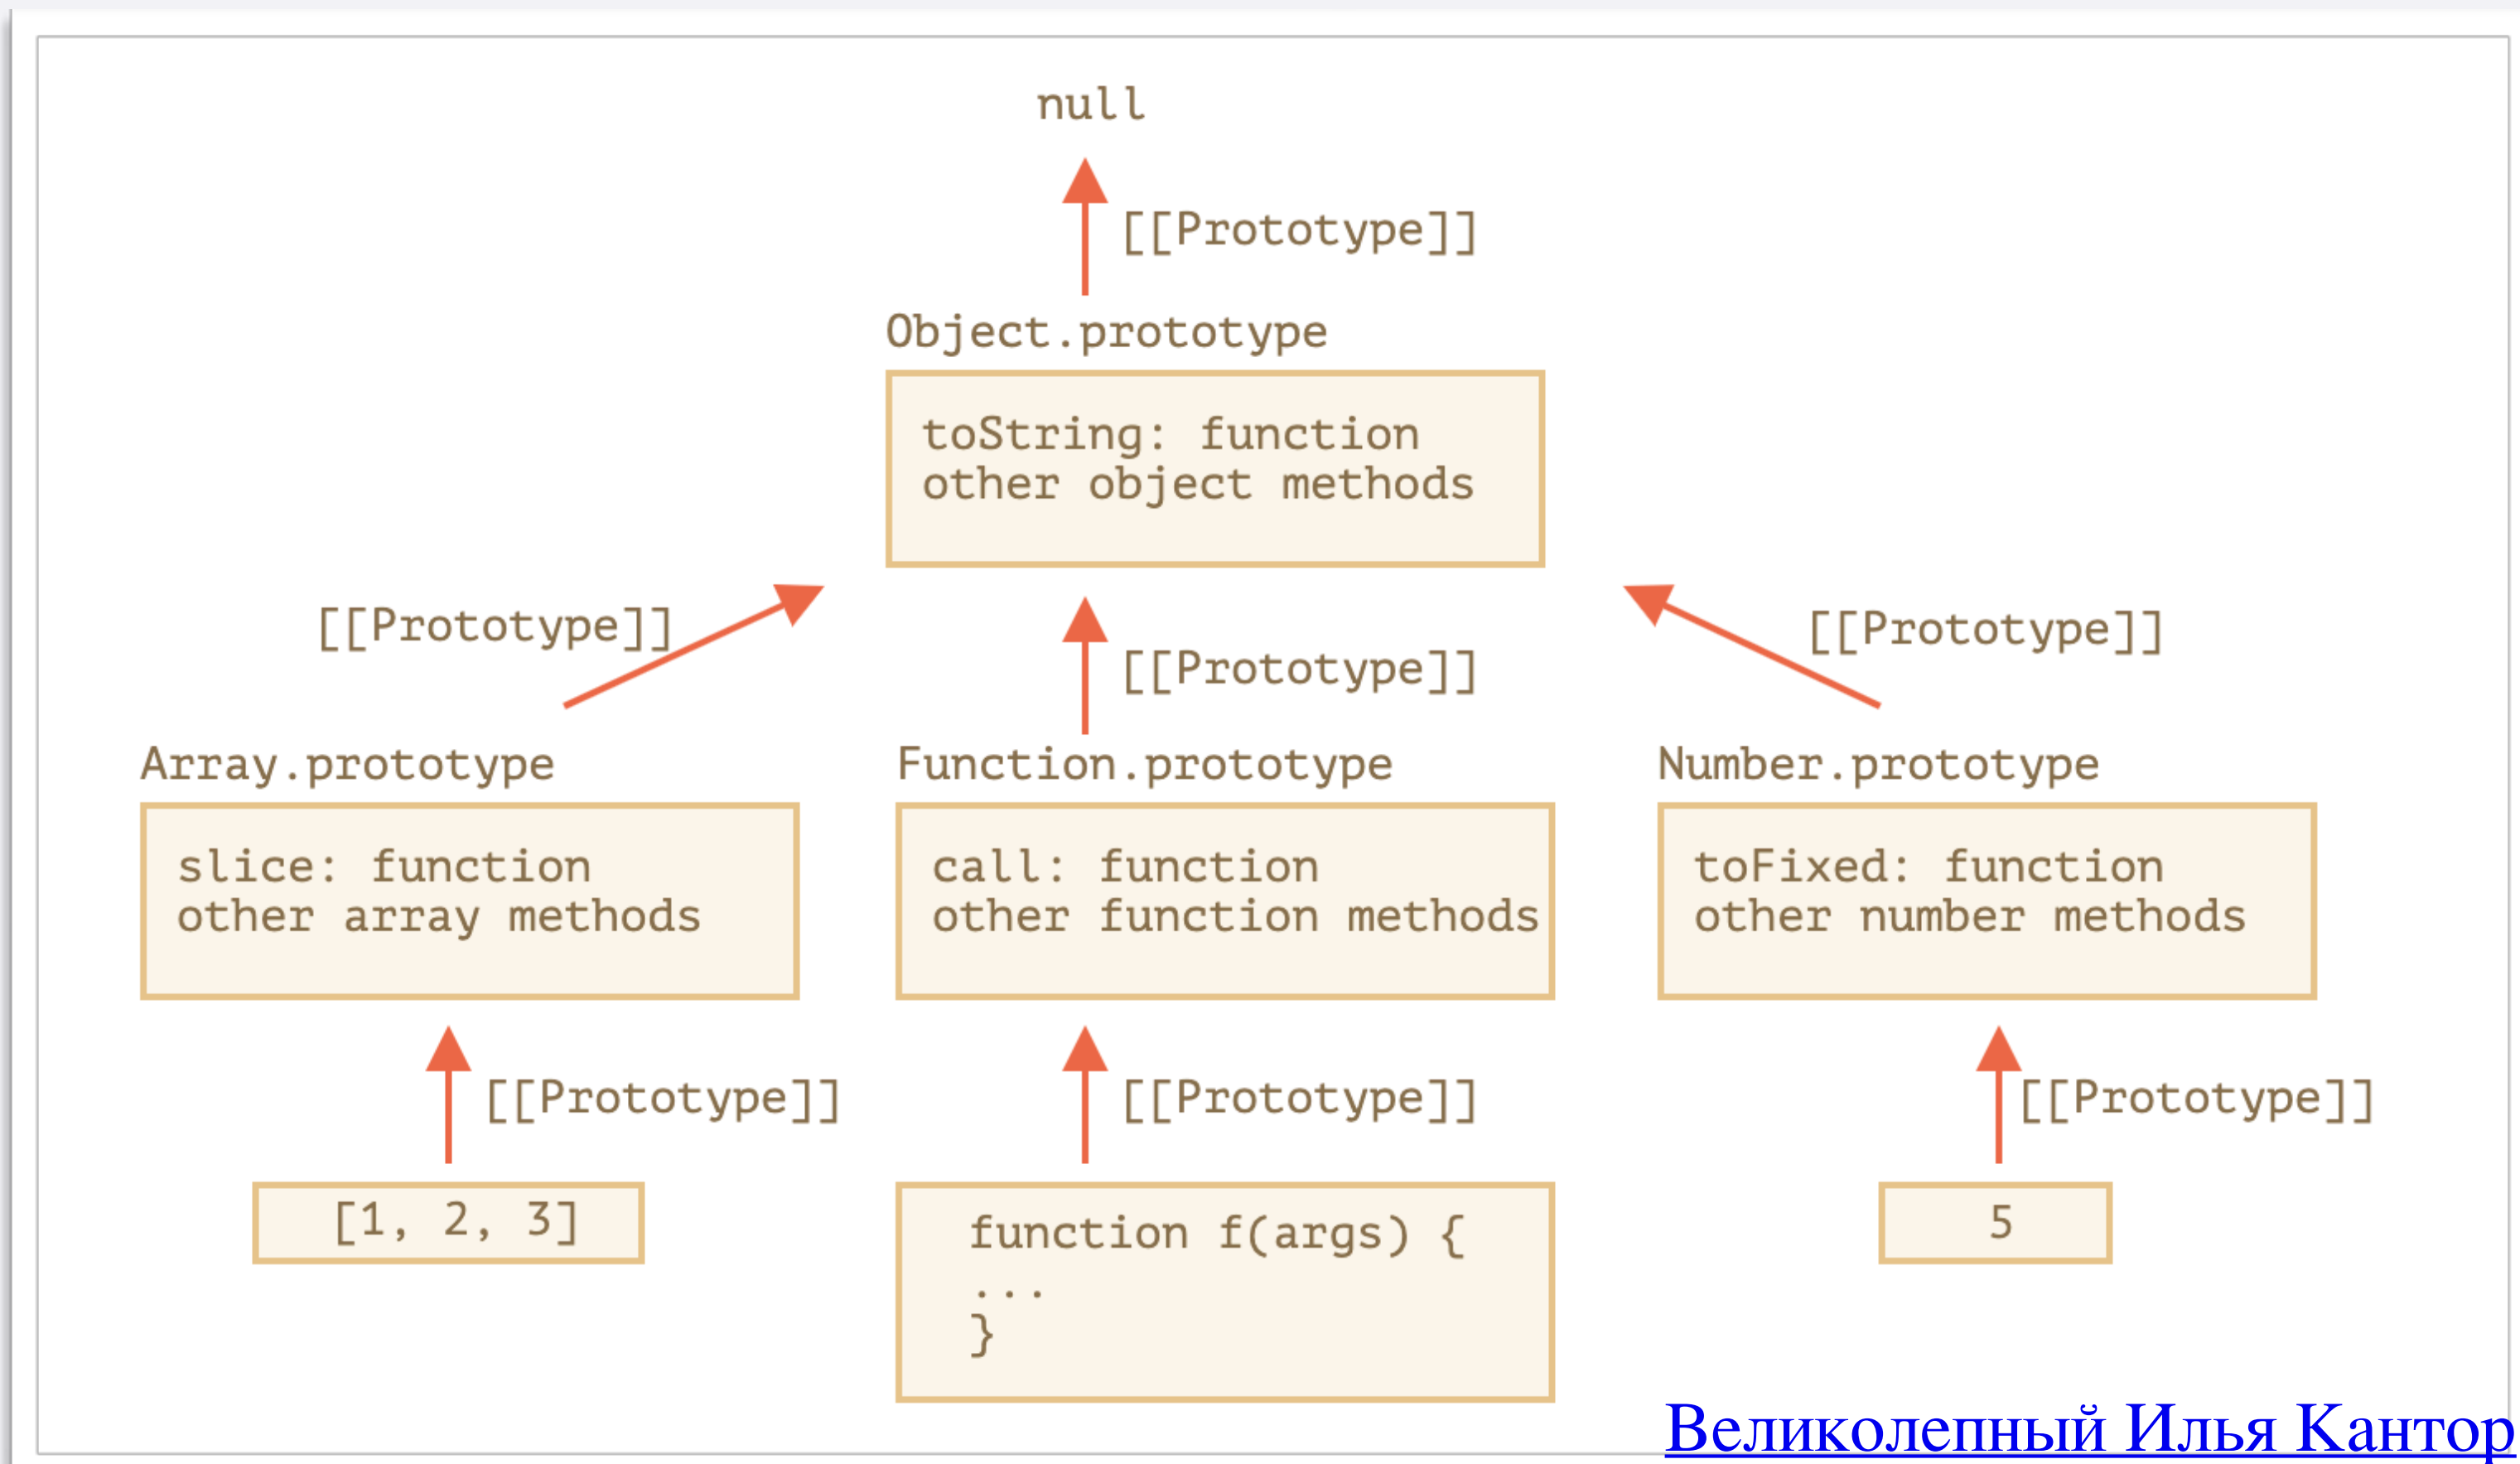 null
[[Prototype]]
Object.prototype
toString: function
other object methods
[[Prototype]]
[[Prototype]]
[[Prototype]]
Array.prototype
slice: function
other array methods
Function.prototype
call: function
other function methods
Number.prototype
toFixed: function
other number methods
[[Prototype]]
[[Prototype]]
[[Prototype]]
[1, 2, 3]
function f(args) {
...
}
5
Великолепный Илья Кантор